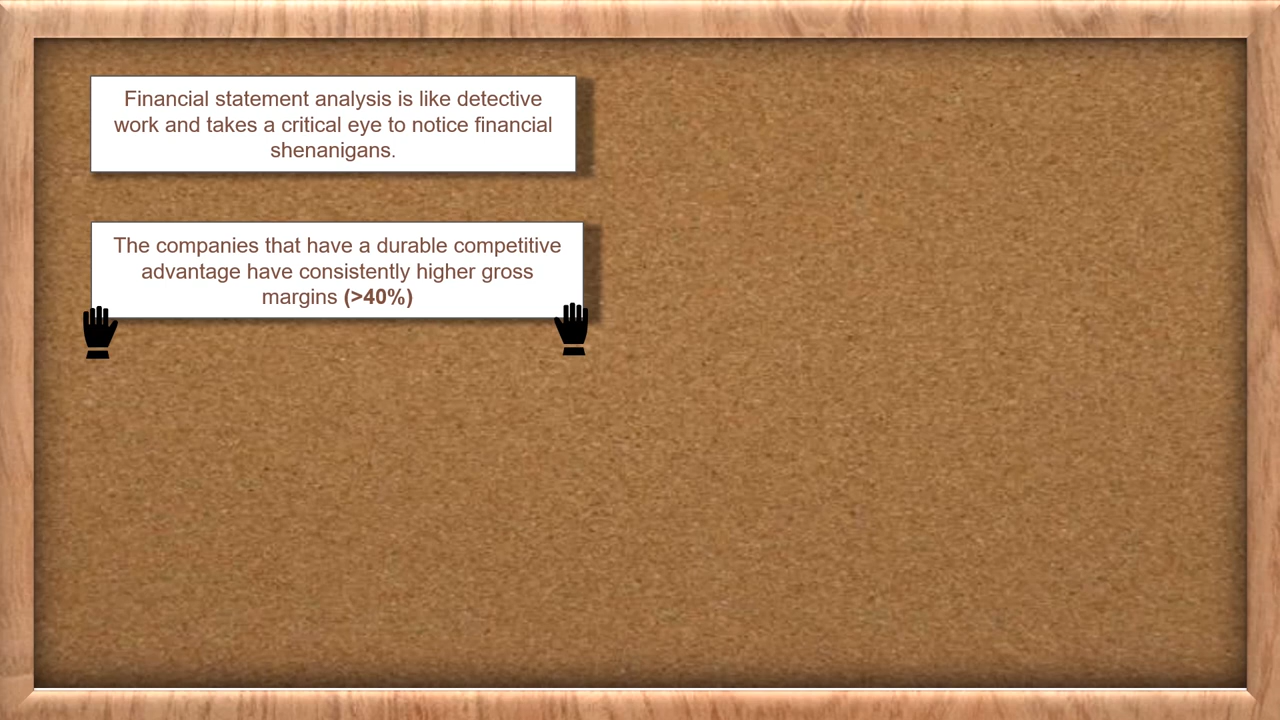 Financial statement analysis is like detective
work and takes a critical eye to notice financial
shenanigans.
The companies that have a durable competitive
advantage have consistently higher gross
margins (>40%)